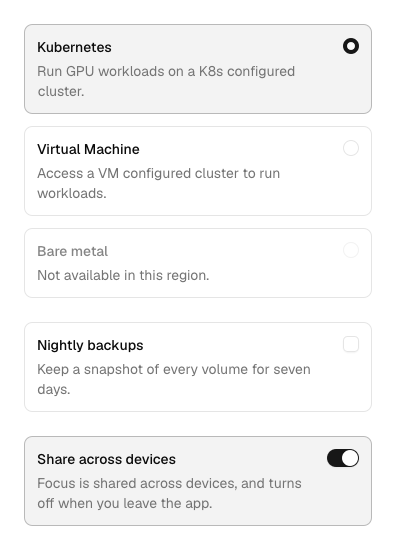 Kubernetes
Run GPU workloads on a K8s configured
cluster.
Virtual Machine
Access a VM configured cluster to run
workloads.
Bare metal
Not available in this region.
Nightly backups
Keep a snapshot of every volume for seven
days.
Share across devices
Focus is shared across devices, and turns
off when you leave the app.